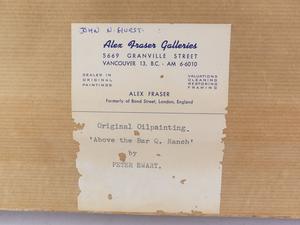 JOHN N. HURST.
Alex Fraser Galleries
5669 GRANVILLE STREET
VANCOUVER 13, B.C. - AM 6-6010
DEALER IN
ORIGINAL
PAINTINGS
VALUATIONS
CLEANING
RESTORING
FRAMING
ALEX FRASER
Formerly of Bond Street, London, England
Original Oilpainting.
'Above the Bar Q. Ranch'
by
PETER EWART.